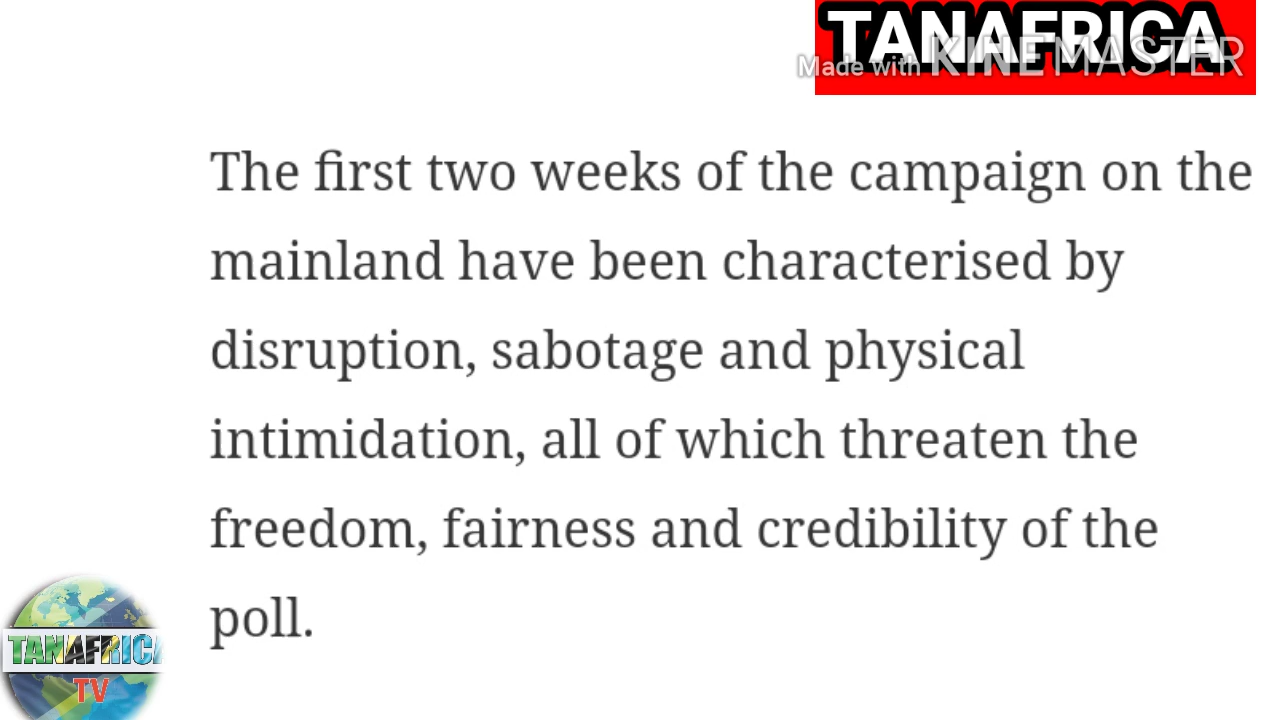 TANAFRICA
Made with KINEMASTER
The first two weeks of the campaign on the
mainland have been characterised by
disruption, sabotage and physical
intimidation, all of which threaten the
freedom, fairness and credibility of the
poll.
TANAFRICA
TV